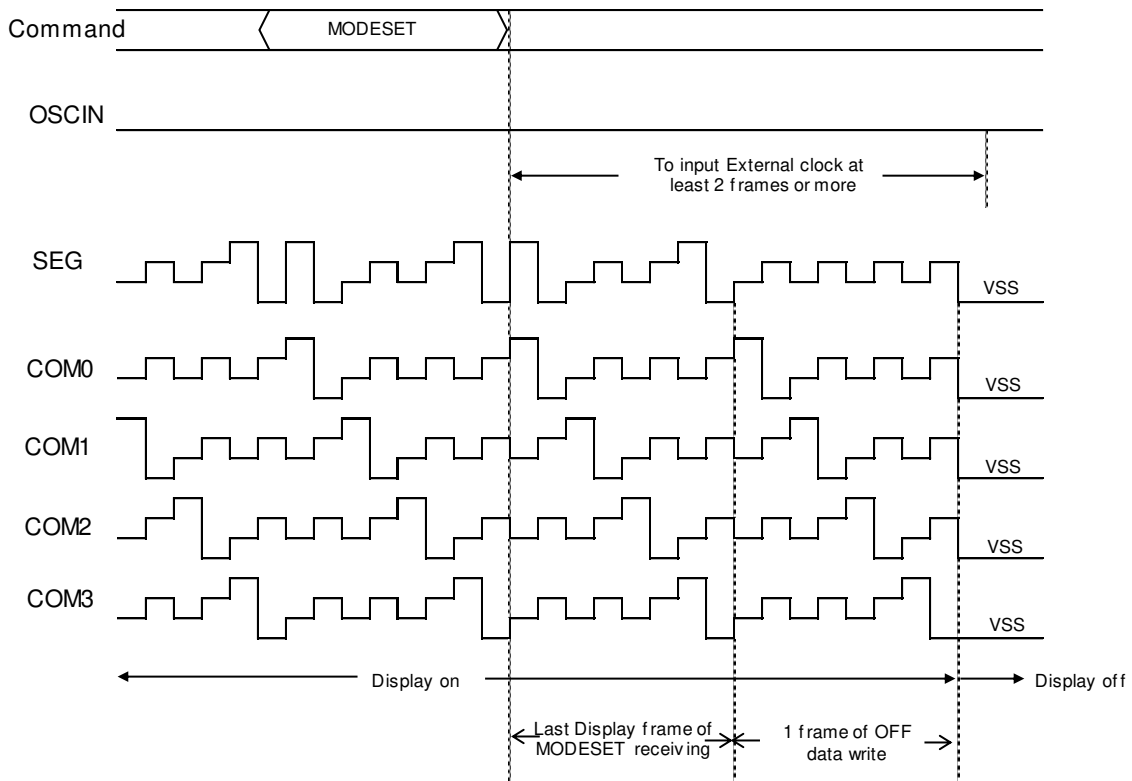 Command
MODESET
OSCIN
To input External clock at
least 2 frames or more
SEG
VSS
COM0
VSS
COM1
VSS
COM2
VSS
COM3
VSS
Display on
Display off
Last Display frame of
MODESET receiving
1 frame of OFF
data write